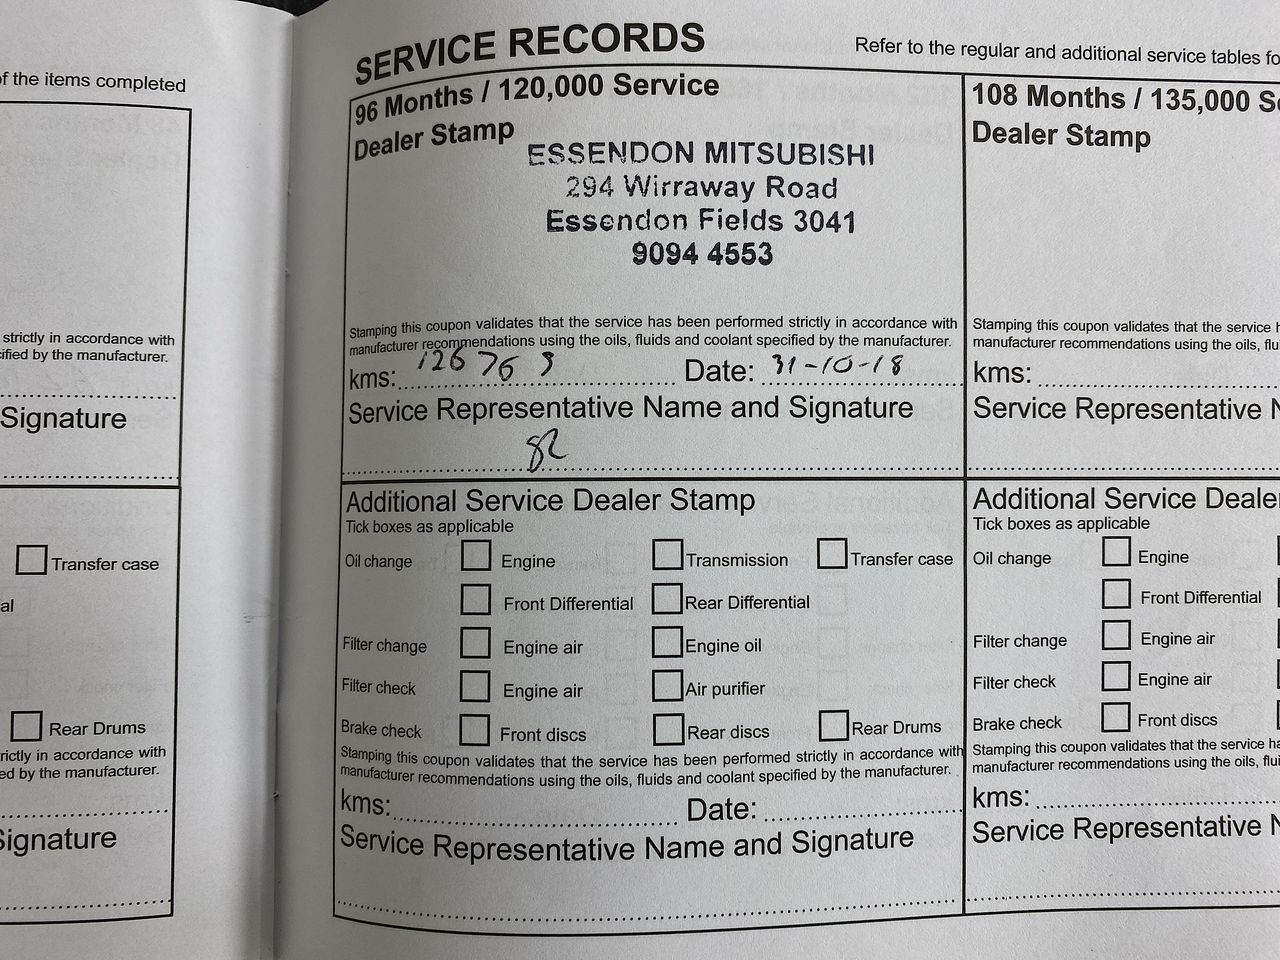 of the items completed
strictly in accordance with
ified by the manufacturer.
Signature
Transfer case
al
Rear Drums
rictly in accordance with
ed by the manufacturer.
Signature
SERVICE RECORDS
Refer to the regular and additional service tables fo
96 Months / 120,000 Service
Dealer Stamp
ESSENDON MITSUBISHI
294 Wirraway Road
Essendon Fields 3041
9094 4553
Stamping this coupon validates that the service has been performed strictly in accordance with
manufacturer recommendations using the oils, fluids and coolant specified by the manufacturer.
kms: 126 763 Date: 31-10-18
Service Representative Name and Signature
Additional Service Dealer Stamp
Tick boxes as applicable
Oil change Engine Transmission Transfer case
Front Differential Rear Differential
Filter change Engine air Engine oil
Filter check Engine air Air purifier
Brake check Front discs Rear discs Rear Drums
Stamping this coupon validates that the service has been performed strictly in accordance with
manufacturer recommendations using the oils, fluids and coolant specified by the manufacturer.
kms: Date:
Service Representative Name and Signature
108 Months / 135,000 Se
Dealer Stamp
Stamping this coupon validates that the service h
manufacturer recommendations using the oils, flu
kms:
Service Representative N
Additional Service Dealer
Tick boxes as applicable
Oil change Engine
Front Differential
Filter change Engine air
Filter check Engine air
Brake check Front discs
Stamping this coupon validates that the service ha
manufacturer recommendations using the oils, flui
kms:
Service Representative N